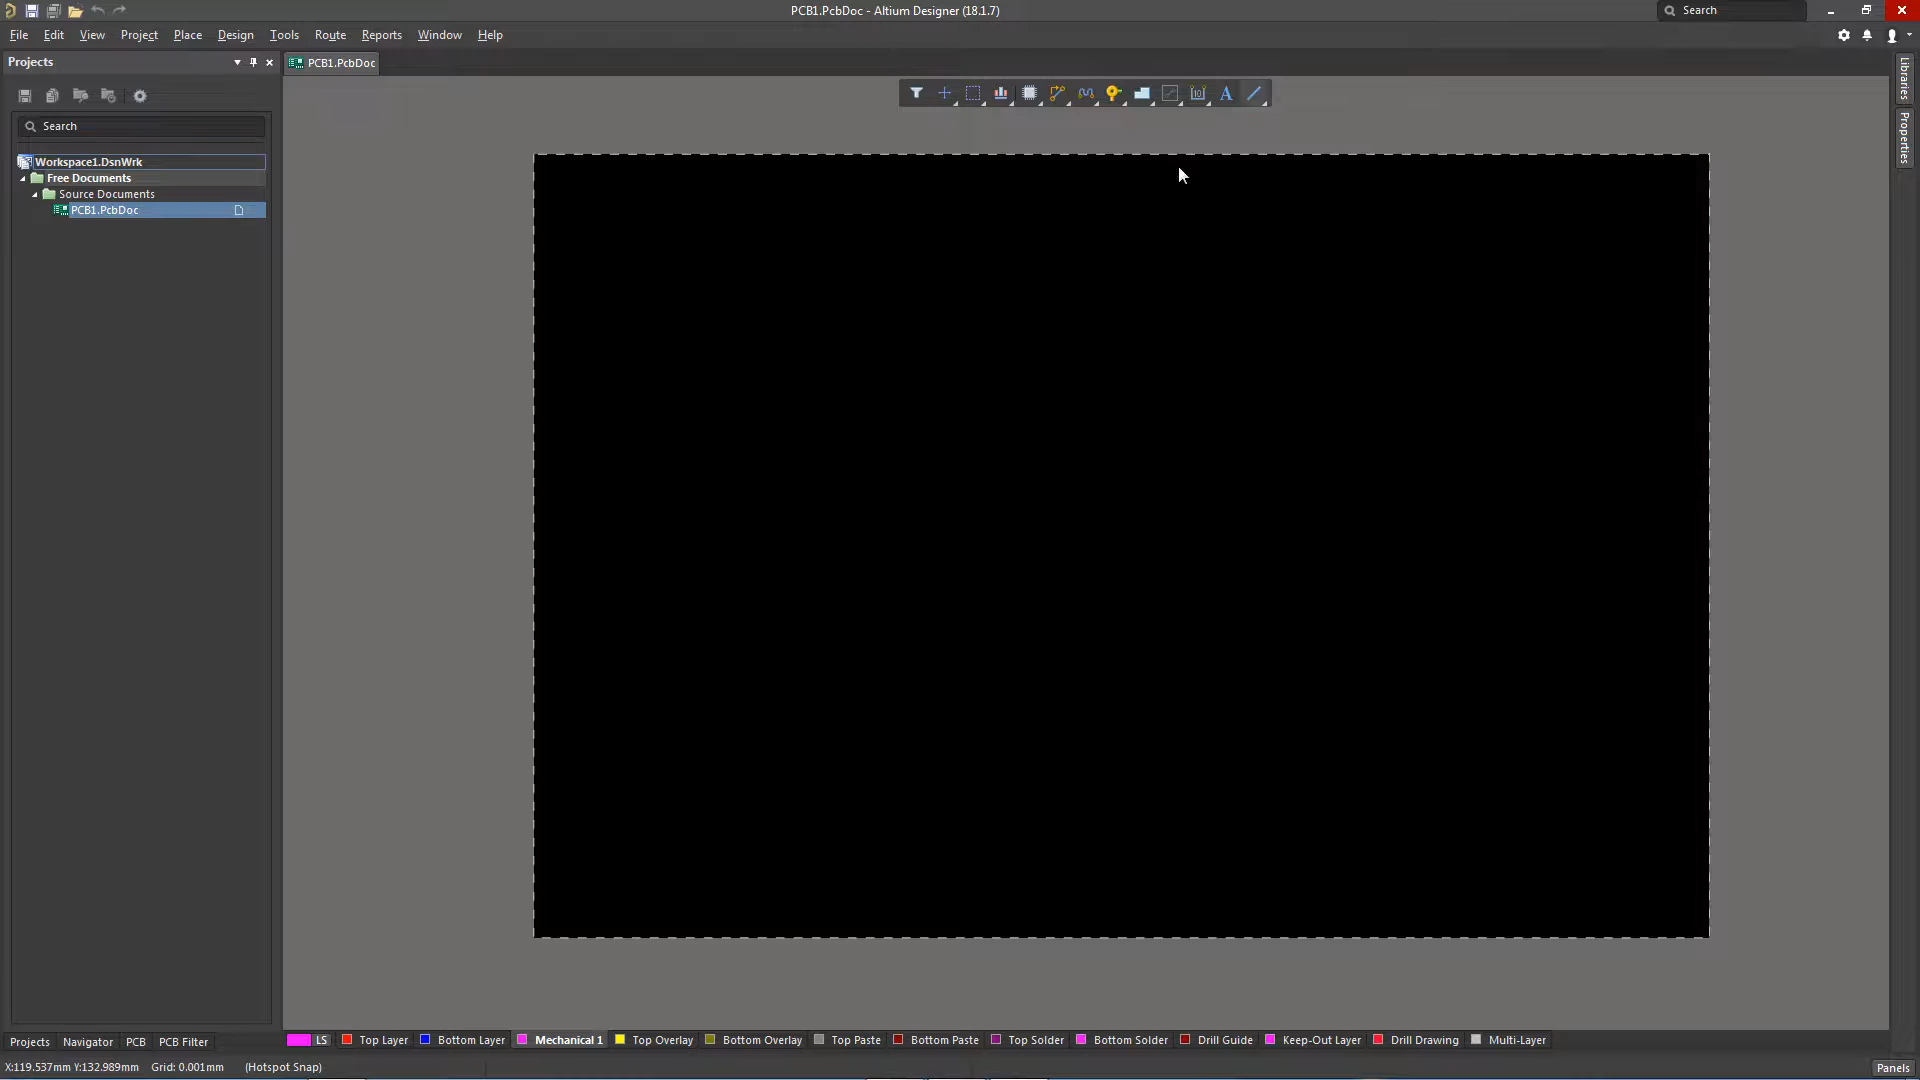 PCB1.PcbDoc - Altium Designer (18.1.7)
Search
File Edit View Project Place Design Tools Route Reports Window Help
Projects
PCB1.PcbDoc
Search
Workspace1.DsnWrk
Free Documents
Source Documents
PCB1.PcbDoc
A
10
Libraries
Properties
LS Top Layer Bottom Layer Mechanical 1 Top Overlay Bottom Overlay Top Paste Bottom Paste Top Solder Bottom Solder Drill Guide Keep-Out Layer Drill Drawing Multi-Layer
Projects Navigator PCB PCB Filter
X:119.537mm Y:132.989mm Grid: 0.001mm (Hotspot Snap)
Panels